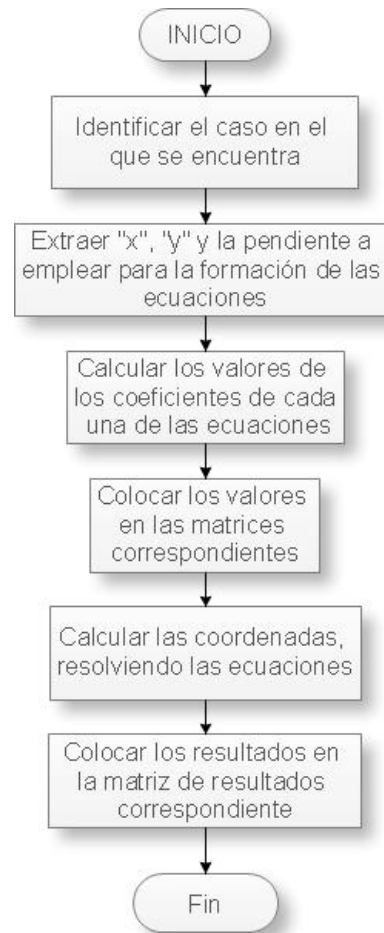 INICIO
Identificar el caso en el
que se encuentra
Extraer "x", "y" y la pendiente a
emplear para la formación de las
ecuaciones
Calcular los valores de
los coeficientes de cada
una de las ecuaciones
Colocar los valores
en las matrices
correspondientes
Calcular las coordenadas,
resolviendo las ecuaciones
Colocar los resultados en
la matriz de resultados
correspondiente
Fin